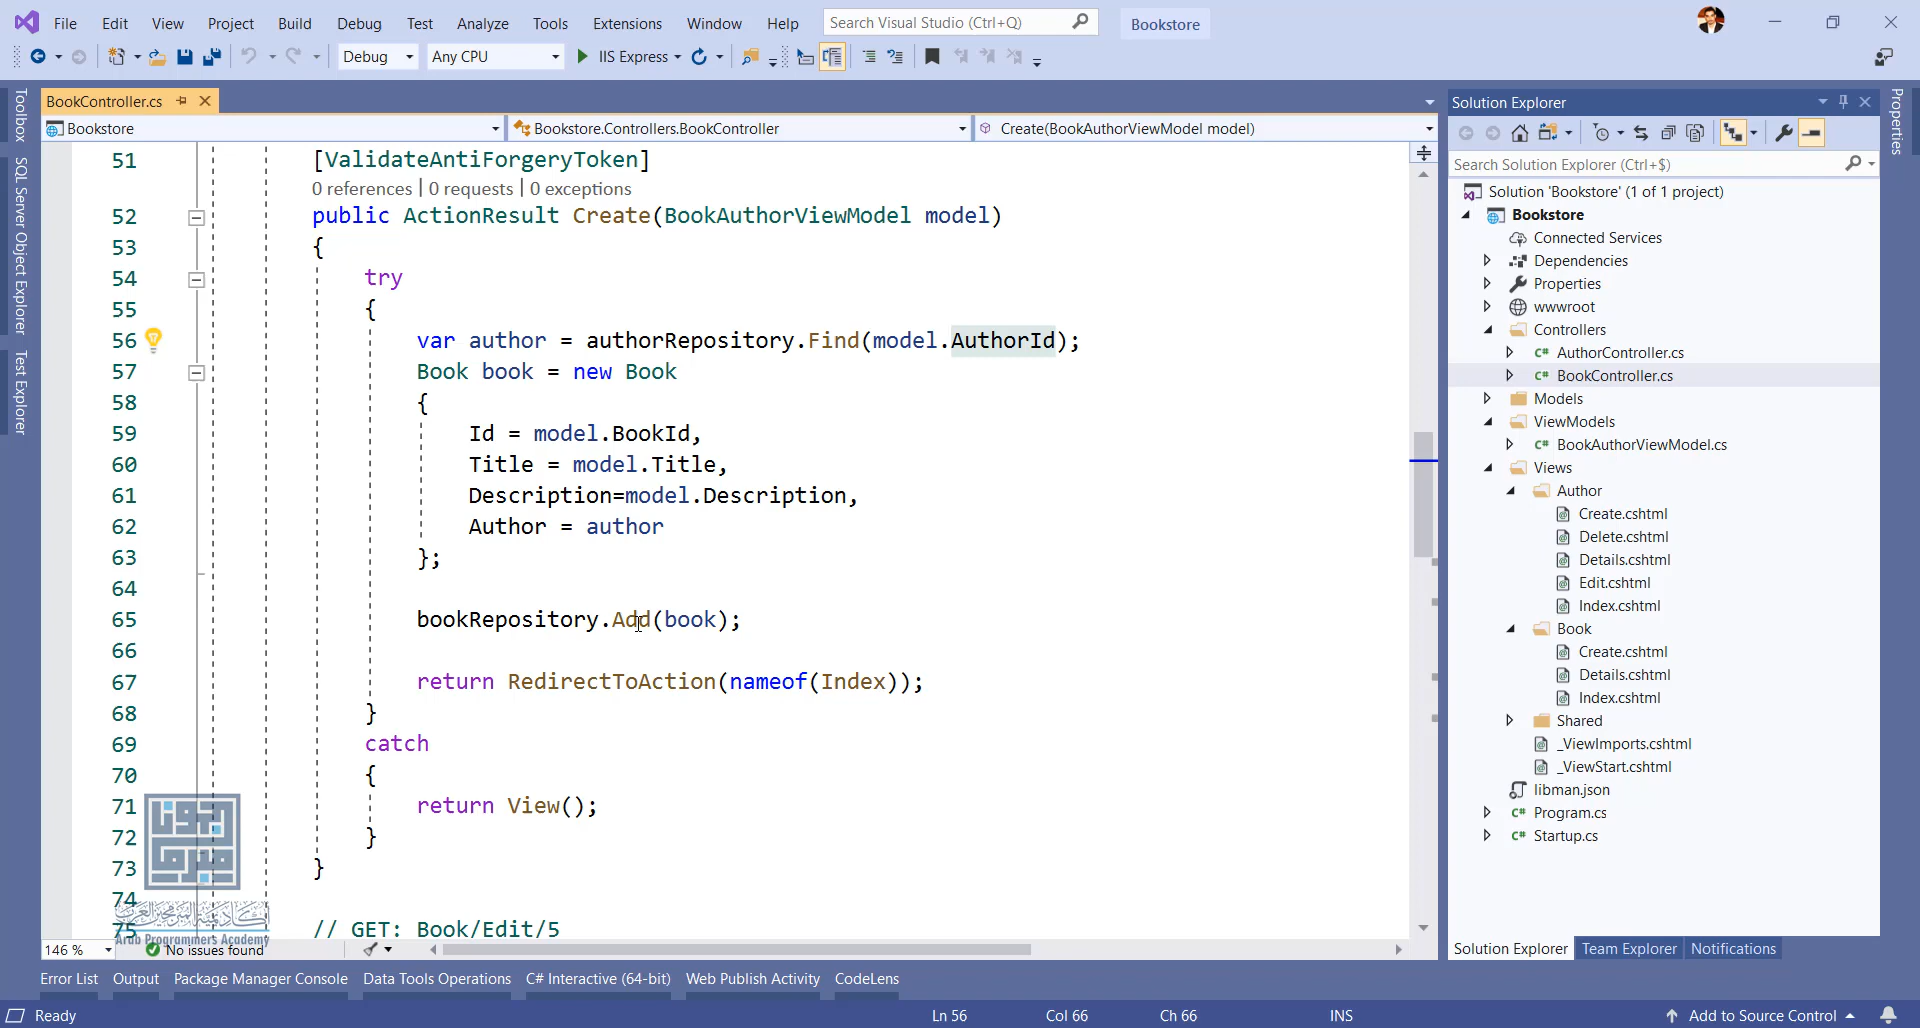 File Edit View Project Build Debug Test Analyze Tools Extensions Window Help Search Visual Studio (Ctrl+Q) Bookstore
Debug Any CPU IIS Express
Toolbox
SQL Server Object Explorer
Test Explorer
BookController.cs
Bookstore Bookstore.Controllers.BookController Create(BookAuthorViewModel model)
51 [ValidateAntiForgeryToken]
0 references | 0 requests | 0 exceptions
52 public ActionResult Create(BookAuthorViewModel model)
53 {
54 try
55 {
56 var author = authorRepository.Find(model.AuthorId);
57 Book book = new Book
58 {
59 Id = model.BookId,
60 Title = model.Title,
61 Description=model.Description,
62 Author = author
63 };
64
65 bookRepository.Add(book);
66
67 return RedirectToAction(nameof(Index));
68 }
69 catch
70 {
71 return View();
72 }
73 }
74
75 // GET: Book/Edit/5
Arab Programmers Academy
146 % No issues found
Solution Explorer
Search Solution Explorer (Ctrl+$)
Solution 'Bookstore' (1 of 1 project)
Bookstore
Connected Services
Dependencies
Properties
wwwroot
Controllers
C# AuthorController.cs
C# BookController.cs
Models
ViewModels
C# BookAuthorViewModel.cs
Views
Author
Create.cshtml
Delete.cshtml
Details.cshtml
Edit.cshtml
Index.cshtml
Book
Create.cshtml
Details.cshtml
Index.cshtml
Shared
_ViewImports.cshtml
_ViewStart.cshtml
libman.json
C# Program.cs
C# Startup.cs
Solution Explorer Team Explorer Notifications
Properties
Error List Output Package Manager Console Data Tools Operations C# Interactive (64-bit) Web Publish Activity CodeLens
Ready Ln 56 Col 66 Ch 66 INS Add to Source Control